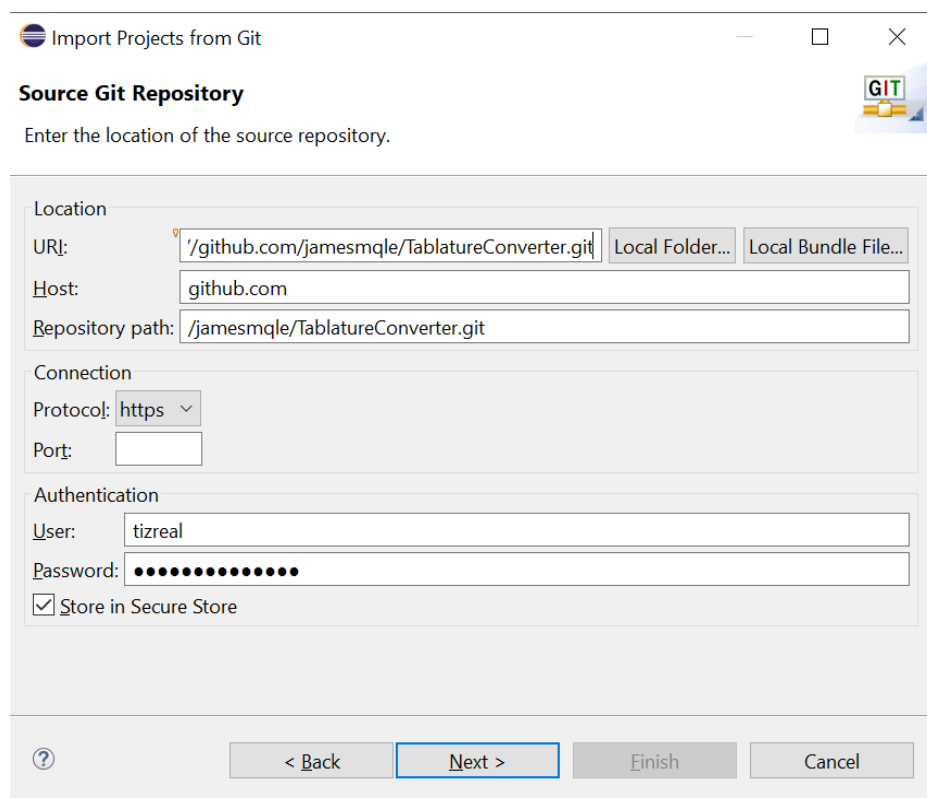 Import Projects from Git
Source Git Repository
GIT
Enter the location of the source repository.
Location
URI: /github.com/jamesmqle/TablatureConverter.git Local Folder... Local Bundle File...
Host: github.com
Repository path: /jamesmqle/TablatureConverter.git
Connection
Protocol: https
Port:
Authentication
User: tizreal
Password: ●●●●●●●●●●●●●●
Store in Secure Store
? < Back Next > Finish Cancel